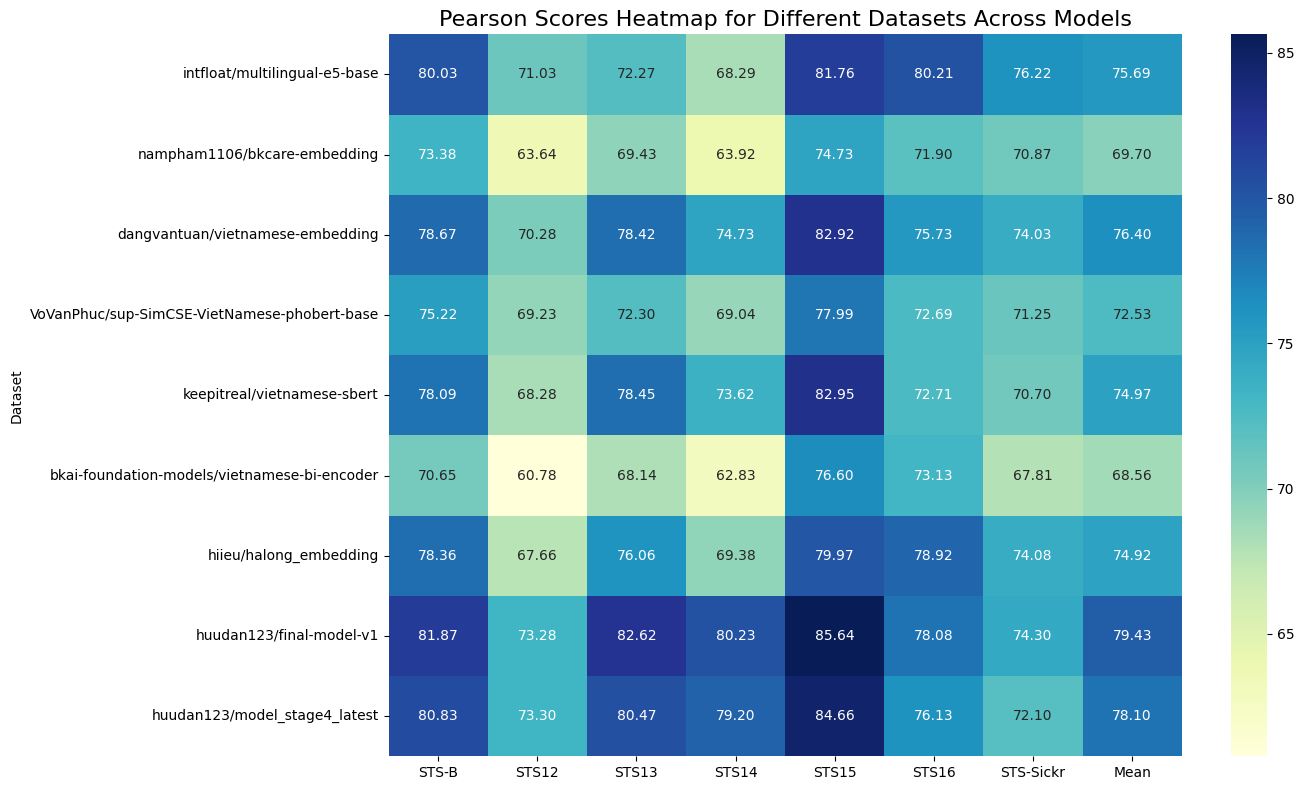 Pearson Scores Heatmap for Different Datasets Across Models
intfloat/multilingual-e5-base 80.03 71.03 72.27 68.29 81.76 80.21 76.22 75.69
nampham1106/bkcare-embedding 73.38 63.64 69.43 63.92 74.73 71.90 70.87 69.70
dangvantuan/vietnamese-embedding 78.67 70.28 78.42 74.73 82.92 75.73 74.03 76.40
VoVanPhuc/sup-SimCSE-VietNamese-phobert-base 75.22 69.23 72.30 69.04 77.99 72.69 71.25 72.53
keepitreal/vietnamese-sbert 78.09 68.28 78.45 73.62 82.95 72.71 70.70 74.97
bkai-foundation-models/vietnamese-bi-encoder 70.65 60.78 68.14 62.83 76.60 73.13 67.81 68.56
hiieu/halong_embedding 78.36 67.66 76.06 69.38 79.97 78.92 74.08 74.92
huudan123/final-model-v1 81.87 73.28 82.62 80.23 85.64 78.08 74.30 79.43
huudan123/model_stage4_latest 80.83 73.30 80.47 79.20 84.66 76.13 72.10 78.10
STS-B STS12 STS13 STS14 STS15 STS16 STS-Sickr Mean
Dataset
85
80
75
70
65